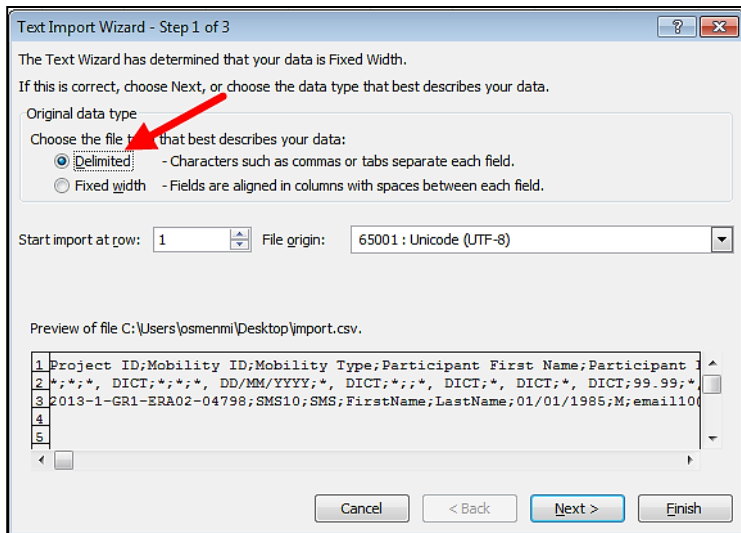 Text Import Wizard - Step 1 of 3
The Text Wizard has determined that your data is Fixed Width.
If this is correct, choose Next, or choose the data type that best describes your data.
Original data type
Choose the file that best describes your data:
Delimited - Characters such as commas or tabs separate each field.
Fixed width - Fields are aligned in columns with spaces between each field.
Start import at row: 1 File origin: 65001 : Unicode (UTF-8)
Preview of file C:\Users\osmenmi\Desktop\import.csv.
1 Project ID;Mobility ID;Mobility Type;Participant First Name;Participant
2 *;*;*, DICT;*;*;*, DD/MM/YYYY;*, DICT;*;;*, DICT;*, DICT;*, DICT;99.99;*,
3 2013-1-GR1-ERA02-04798;SMS10;SMS;FirstName;LastName;01/01/1985;M;email10
4
5
Cancel < Back Next > Finish